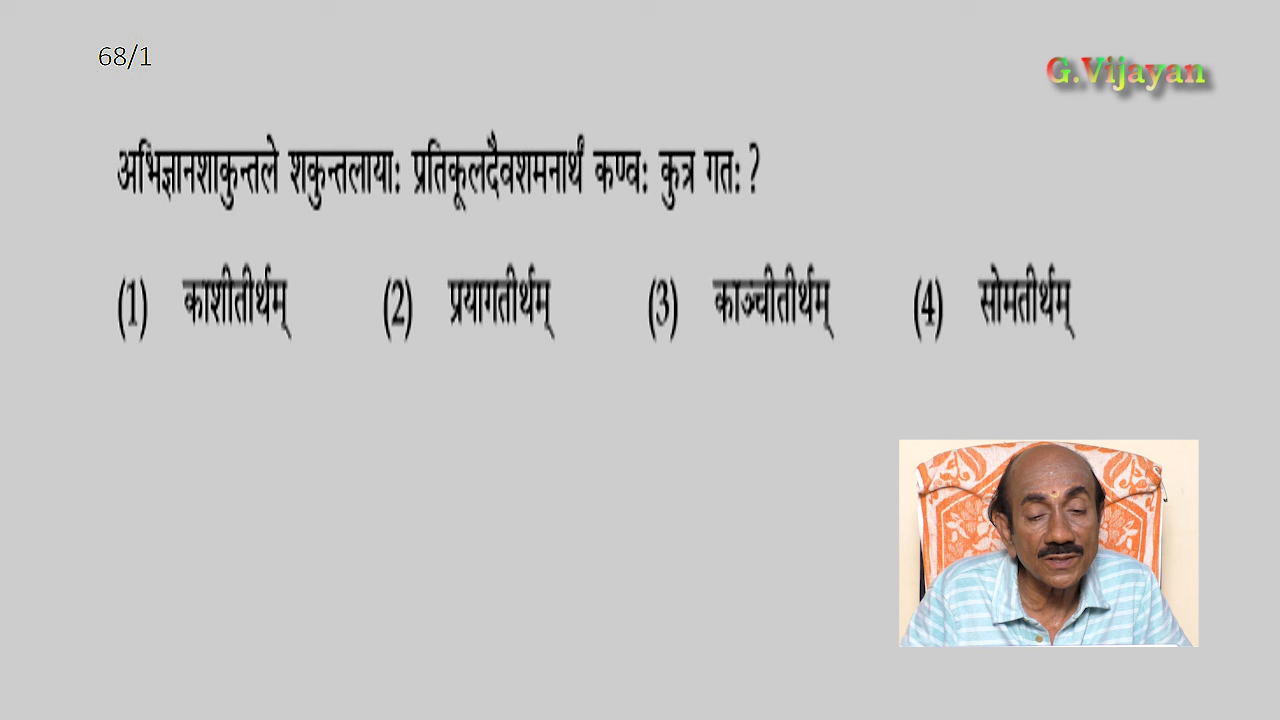 68/1
G.Vijayan
अभिज्ञानशाकुन्तले शकुन्तलायाः प्रतिकूलदैवशमनार्थं कण्वः कुत्र गतः ?
(1) काशीतीर्थम् (2) प्रयागतीर्थम् (3) काञ्चीतीर्थम् (4) सोमतीर्थम्